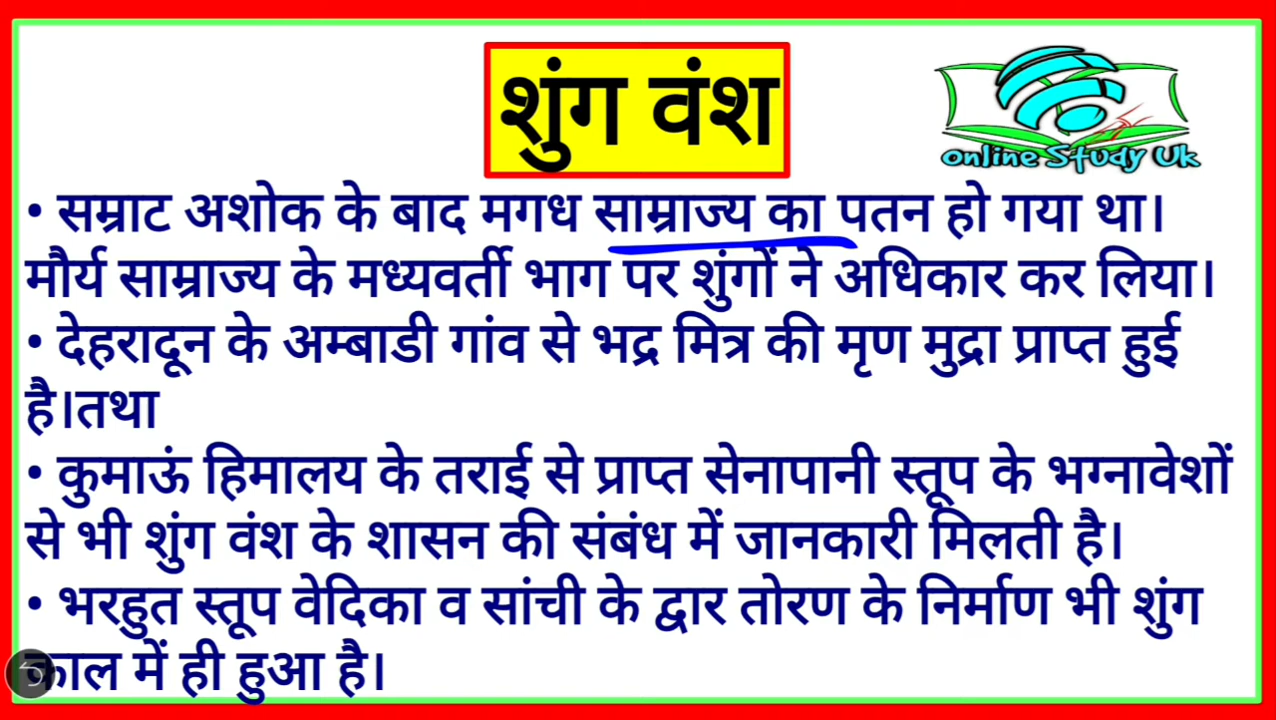 शुंग वंश
online Study Uk
• सम्राट अशोक के बाद मगध साम्राज्य का पतन हो गया था।
मौर्य साम्राज्य के मध्यवर्ती भाग पर शुंगों ने अधिकार कर लिया।
• देहरादून के अम्बाडी गांव से भद्र मित्र की मृण मुद्रा प्राप्त हुई
है।तथा
• कुमाऊं हिमालय के तराई से प्राप्त सेनापानी स्तूप के भग्नावेशों
से भी शुंग वंश के शासन की संबंध में जानकारी मिलती है।
• भरहुत स्तूप वेदिका व सांची के द्वार तोरण के निर्माण भी शुंग
काल में ही हुआ है।